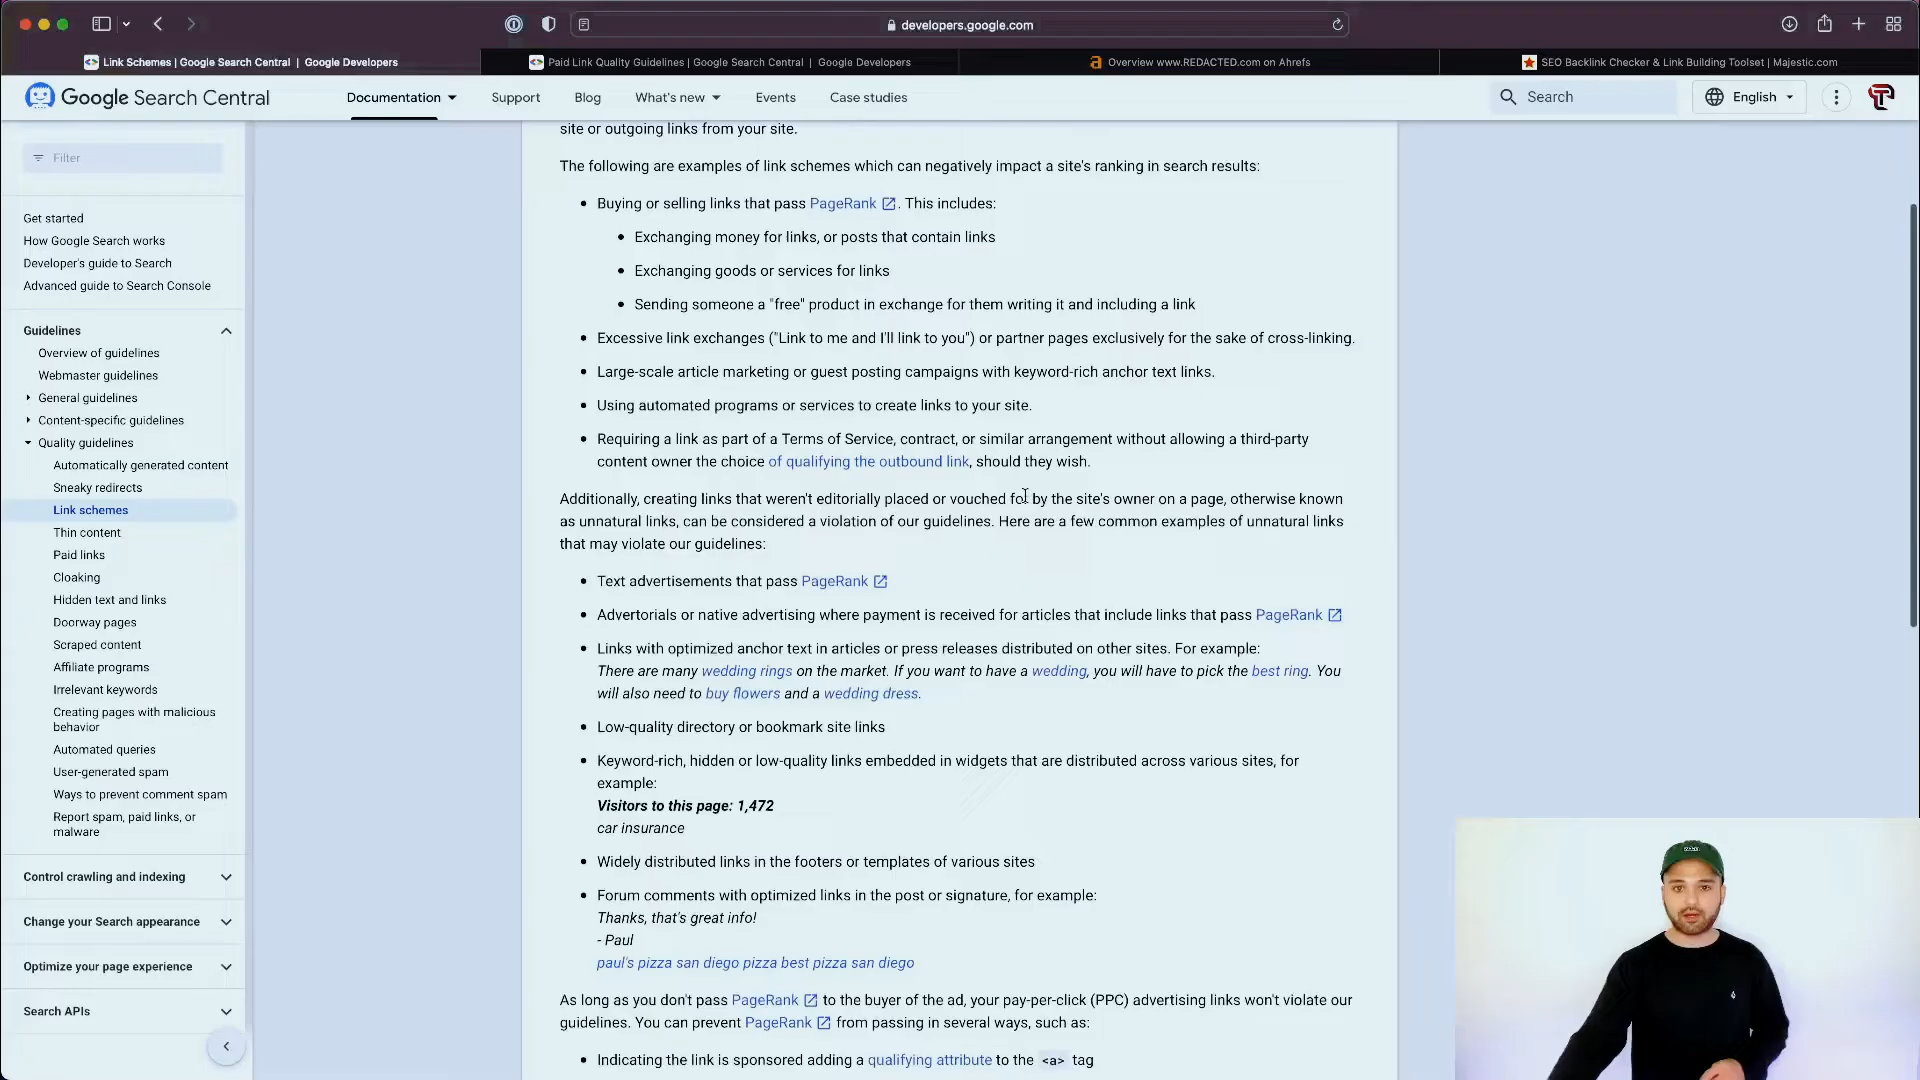 developers.google.com
Link Schemes | Google Search Central | Google Developers
Paid Link Quality Guidelines | Google Search Central | Google Developers
Overview www.REDACTED.com on Ahrefs
SEO Backlink Checker & Link Building Toolset | Majestic.com
Google Search Central
Documentation
Support
Blog
What's new
Events
Case studies
Search
English
Filter
Get started
How Google Search works
Developer's guide to Search
Advanced guide to Search Console
Guidelines
Overview of guidelines
Webmaster guidelines
General guidelines
Content-specific guidelines
Quality guidelines
Automatically generated content
Sneaky redirects
Link schemes
Thin content
Paid links
Cloaking
Hidden text and links
Doorway pages
Scraped content
Affiliate programs
Irrelevant keywords
Creating pages with malicious
behavior
Automated queries
User-generated spam
Ways to prevent comment spam
Report spam, paid links, or
malware
Control crawling and indexing
Change your Search appearance
Optimize your page experience
Search APIs
site or outgoing links from your site.
The following are examples of link schemes which can negatively impact a site's ranking in search results:
Buying or selling links that pass PageRank. This includes:
Exchanging money for links, or posts that contain links
Exchanging goods or services for links
Sending someone a "free" product in exchange for them writing it and including a link
Excessive link exchanges ("Link to me and I'll link to you") or partner pages exclusively for the sake of cross-linking.
Large-scale article marketing or guest posting campaigns with keyword-rich anchor text links.
Using automated programs or services to create links to your site.
Requiring a link as part of a Terms of Service, contract, or similar arrangement without allowing a third-party
content owner the choice of qualifying the outbound link, should they wish.
Additionally, creating links that weren't editorially placed or vouched for by the site's owner on a page, otherwise known
as unnatural links, can be considered a violation of our guidelines. Here are a few common examples of unnatural links
that may violate our guidelines:
Text advertisements that pass PageRank
Advertorials or native advertising where payment is received for articles that include links that pass PageRank
Links with optimized anchor text in articles or press releases distributed on other sites. For example:
There are many wedding rings on the market. If you want to have a wedding, you will have to pick the best ring. You
will also need to buy flowers and a wedding dress.
Low-quality directory or bookmark site links
Keyword-rich, hidden or low-quality links embedded in widgets that are distributed across various sites, for
example:
Visitors to this page: 1,472
car insurance
Widely distributed links in the footers or templates of various sites
Forum comments with optimized links in the post or signature, for example:
Thanks, that's great info!
- Paul
paul's pizza san diego pizza best pizza san diego
As long as you don't pass PageRank to the buyer of the ad, your pay-per-click (PPC) advertising links won't violate our
guidelines. You can prevent PageRank from passing in several ways, such as:
Indicating the link is sponsored adding a qualifying attribute to the <a> tag